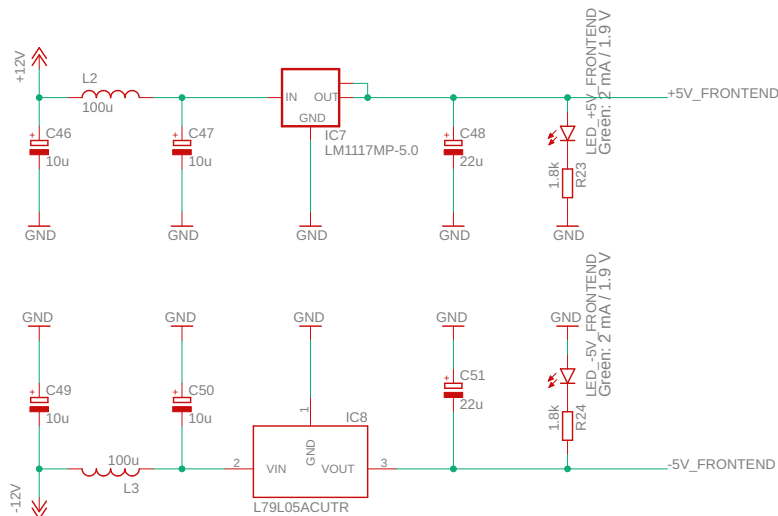 +12V
L2
100u
C46
10u
C47
10u
IN
OUT
GND
IC7
LM1117MP-5.0
C48
22u
LED_+5V_FRONTEND
Green: 2 mA / 1.9 V
1.8k
R23
+5V_FRONTEND
GND
GND
GND
GND
GND
GND
GND
GND
GND
GND
C49
10u
C50
10u
1
IC8
C51
22u
LED_-5V_FRONTEND
Green: 2 mA / 1.9 V
1.8k
R24
-12V
100u
L3
2
VIN
GND
VOUT
3
L79L05ACUTR
-5V_FRONTEND